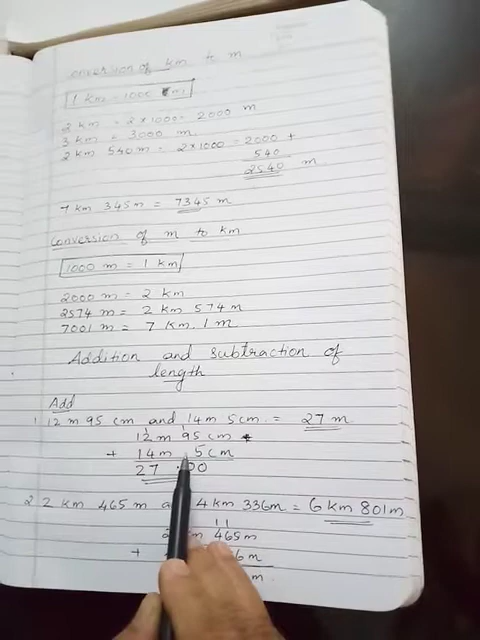 conversion of km to m
1 km = 1000 m
2 km = 2 x 1000 = 2000 m
3 km = 3000 m.
2 km 540 m = 2 x 1000 = 2000 +
540
2540 m.
7 km 345 m = 7345 m
Conversion of m to km
1000 m = 1 km
2000 m = 2 km
2574 m = 2 km 574 m
7001 m = 7 km. 1 m
Addition and subtraction of
length
Add
1 12 m 95 cm and 14 m 5 cm. = 27 m
1 1
12 m 95 cm
+ 14 m 5 cm
27 . 00
2 2 km 465 m 4 km 336 m = 6 km 801 m
11
2 m 465 m
+ 6 m
m